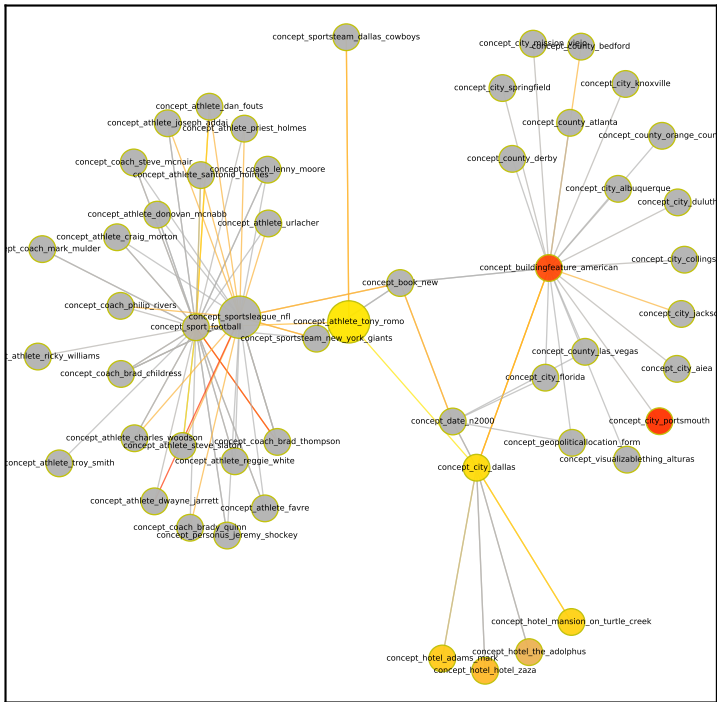 concept_sportsteam_dallas_cowboys
concept_city_mission_viejo
concept_county_bedford
concept_city_knoxville
concept_city_springfield
concept_athlete_dan_fouts
concept_athlete_joseph_addai
concept_athlete_priest_holmes
concept_county_atlanta
concept_county_orange_coun
concept_coach_steve_mcnair
concept_county_derby
concept_coach_lenny_moore
concept_athlete_santonio_holmes
concept_city_albuquerque
concept_city_duluth
concept_athlete_donovan_mcnabb
concept_athlete_urlacher
concept_athlete_craig_morton
ept_coach_mark_mulder
concept_city_collings
concept_buildingfeature_american
concept_book_new
concept_coach_philip_rivers
concept_city_jackso
concept_sportsleague_nfl
concept_athlete_tony_romo
concept_sport_football
concept_sportsteam_new_york_giants
concept_county_las_vegas
t_athlete_ricky_williams
concept_city_aiea
concept_coach_brad_childress
concept_city_florida
concept_date_n2000
concept_city_portsmouth
concept_athlete_charles_woodson
concept_coach_brad_thompson
concept_geopoliticallocation_form
concept_athlete_steve_slaton
concept_visualizablething_alturas
concept_athlete_reggie_white
concept_athlete_troy_smith
concept_city_dallas
concept_athlete_dwayne_jarrett
concept_athlete_favre
concept_coach_brady_quinn
concept_personus_jeremy_shockey
concept_hotel_mansion_on_turtle_creek
concept_hotel_the_adolphus
concept_hotel_adams_mark
concept_hotel_hotel_zaza